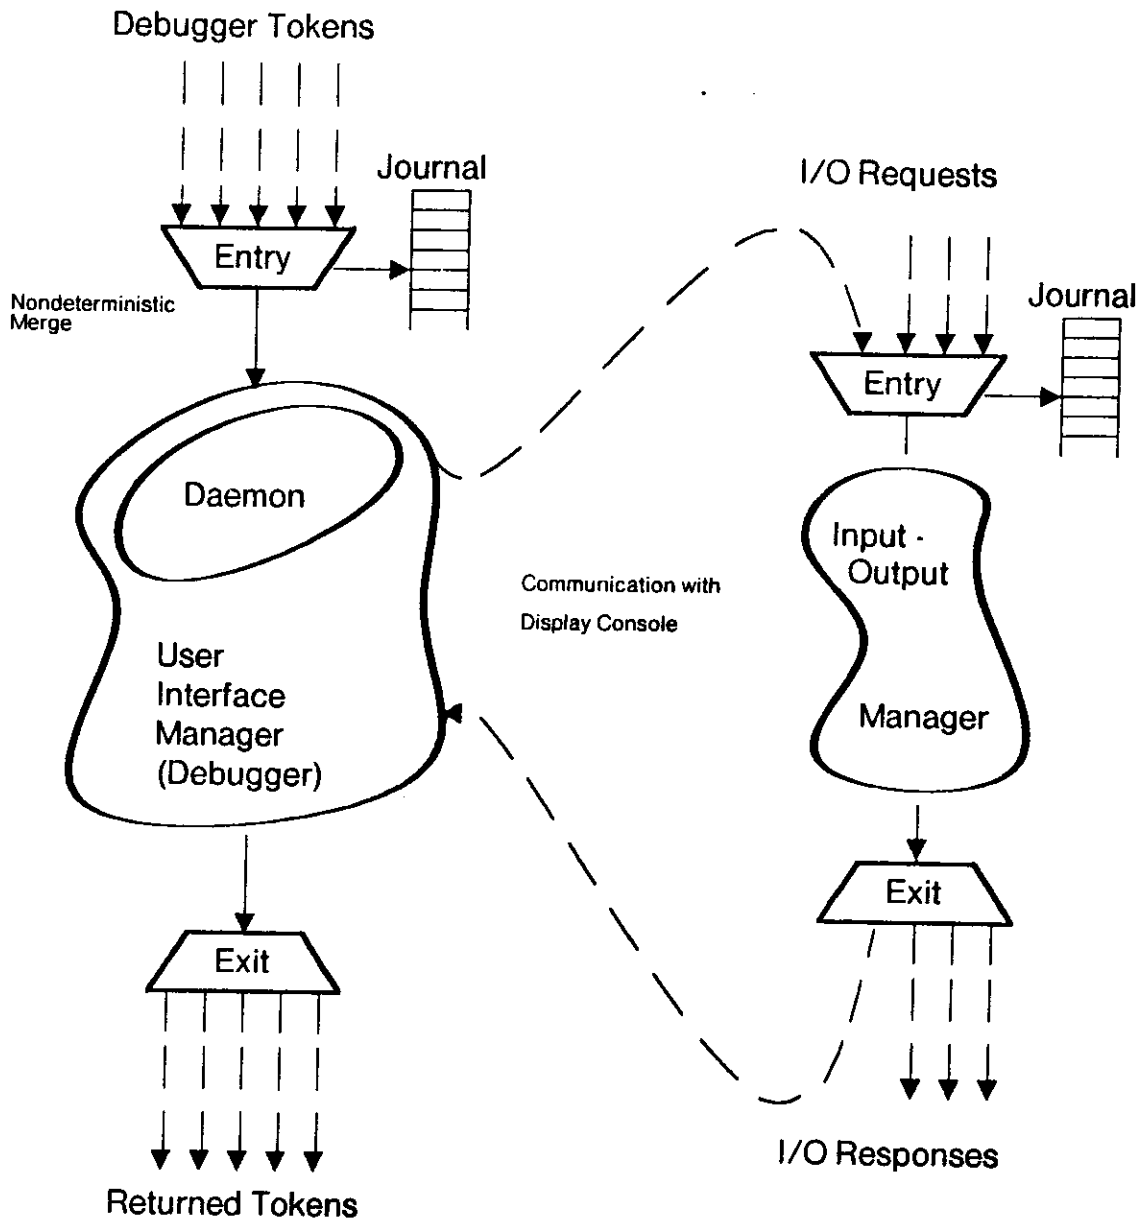 Debugger Tokens
Journal
Entry
Nondeterministic
Merge
Daemon
User
Interface
Manager
(Debugger)
Exit
Returned Tokens
Communication with
Display Console
I/O Requests
Journal
Entry
Input -
Output
Manager
Exit
I/O Responses